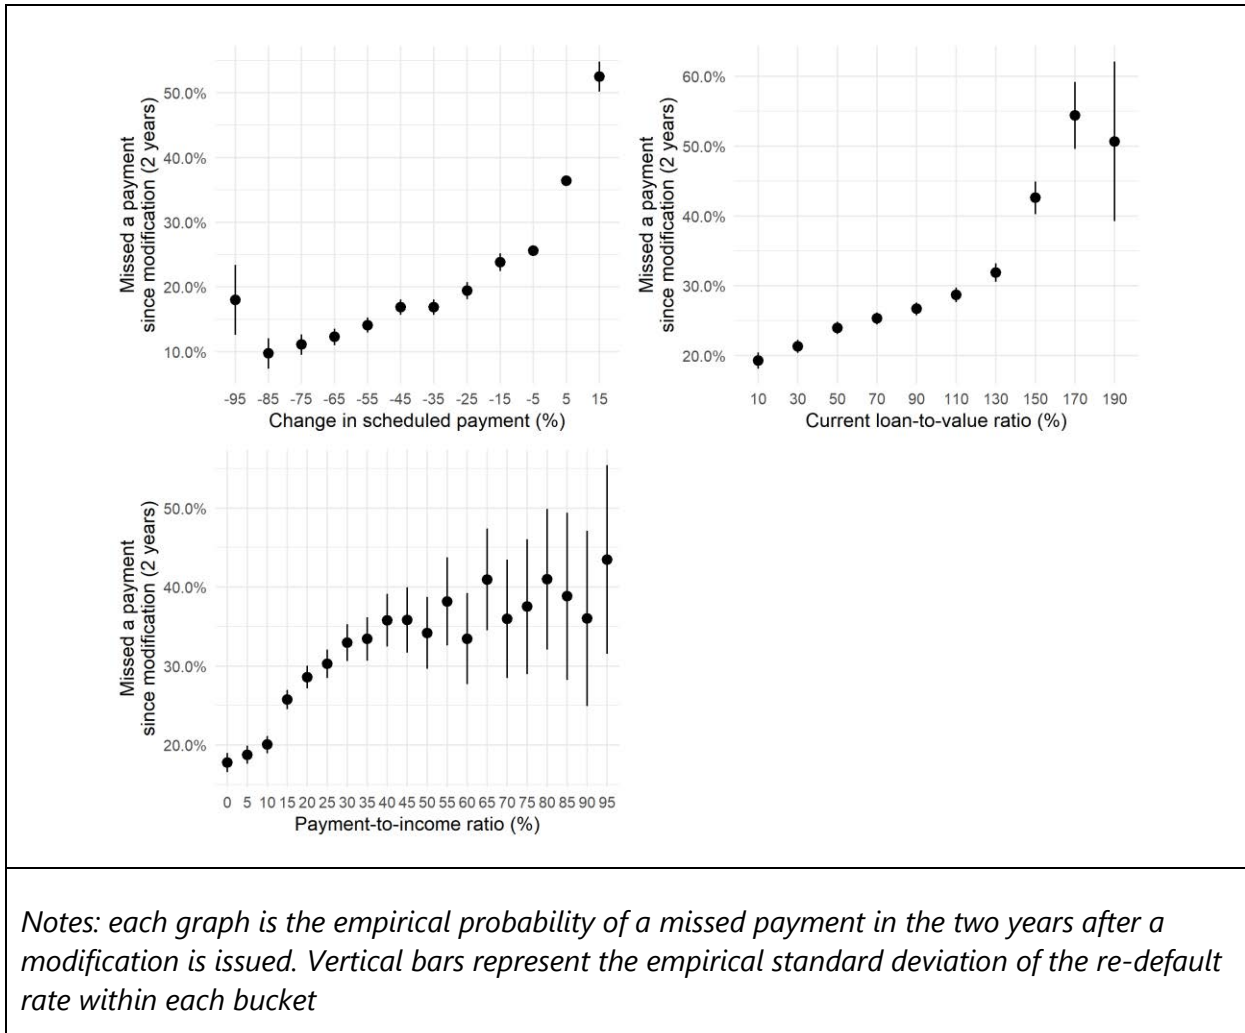 Missed a payment
since modification (2 years)
50.0%
40.0%
30.0%
20.0%
10.0%
-95 -85 -75 -65 -55 -45 -35 -25 -15 -5 5 15
Change in scheduled payment (%)
Missed a payment
since modification (2 years)
60.0%
50.0%
40.0%
30.0%
20.0%
10 30 50 70 90 110 130 150 170 190
Current loan-to-value ratio (%)
Missed a payment
since modification (2 years)
50.0%
40.0%
30.0%
20.0%
0 5 10 15 20 25 30 35 40 45 50 55 60 65 70 75 80 85 90 95
Payment-to-income ratio (%)
Notes: each graph is the empirical probability of a missed payment in the two years after a
modification is issued. Vertical bars represent the empirical standard deviation of the re-default
rate within each bucket